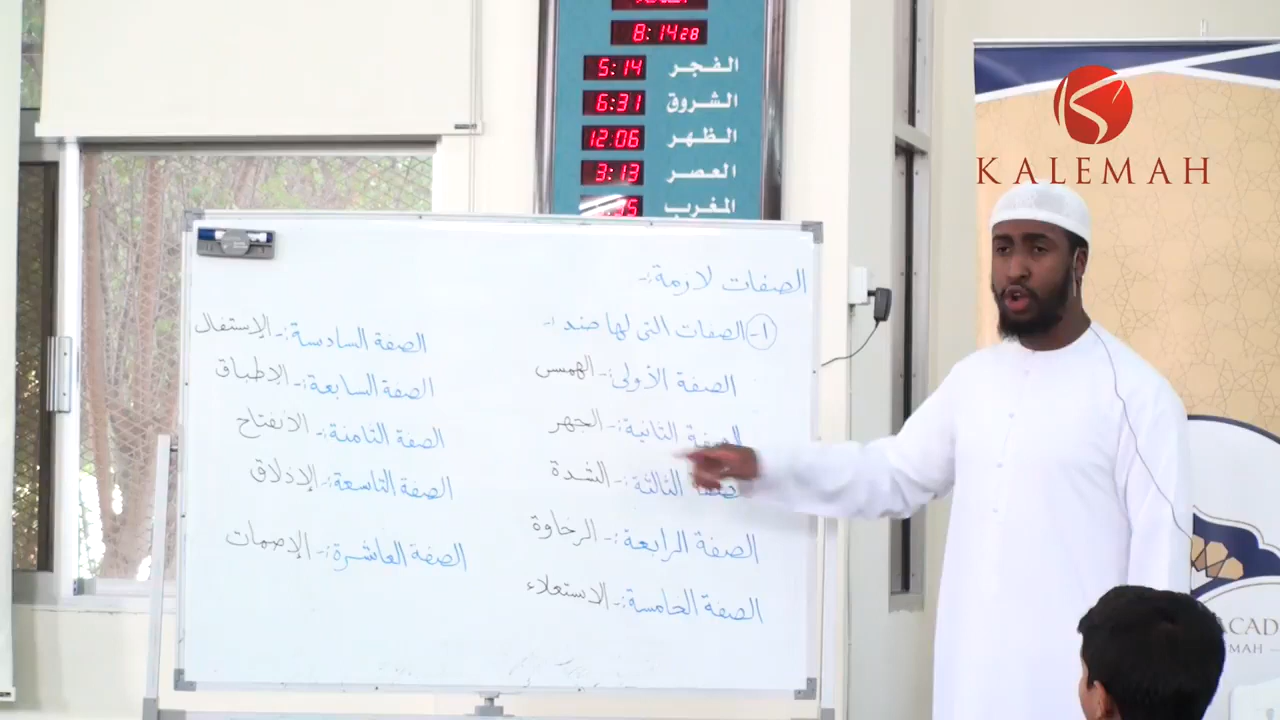 8:14 28
5:14 الفجر
6:31 الشروق
12:06 الظهر
3:13 العصر
المغرب
KALEMAH
الصفات لازمة:-
١- الصفات التى لها ضد :-
الصفة الأولى:- الهمس
الصفة الثانية:- الجهر
الصفة الثالثة:- الشدة
الصفة الرابعة:- الرخاوة
الصفة الخامسة:- الاستعلاء
الصفة السادسة:- الإستفال
الصفة السابعة:- الإطباق
الصفة الثامنة:- الانفتاح
الصفة التاسعة:- الإذلاق
الصفة العاشرة:- الإصمات